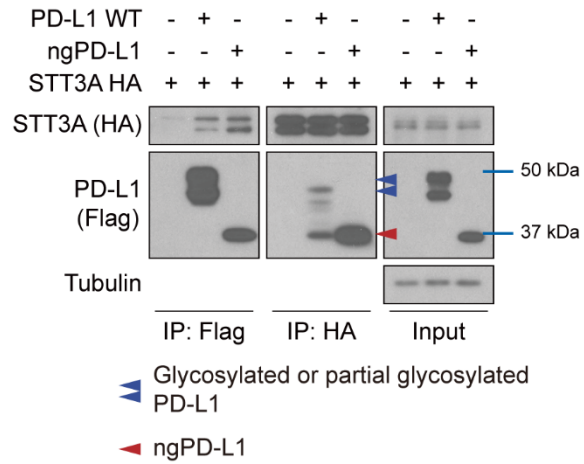 PD-L1 WT - + - - + - - + -
ngPD-L1 - - + - - + - - +
STT3A HA + + + + + + + + +
STT3A (HA)
PD-L1
(Flag)
50 kDa
37 kDa
Tubulin
IP: Flag IP: HA Input
Glycosylated or partial glycosylated
PD-L1
ngPD-L1